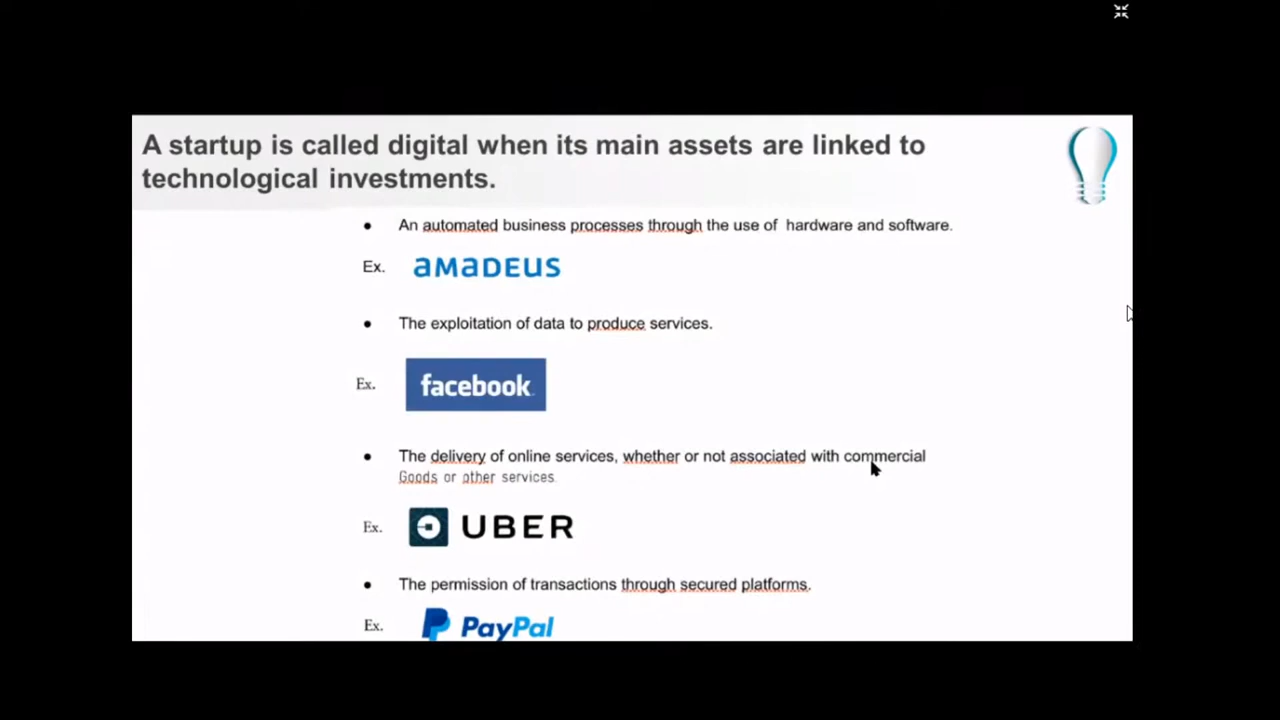 A startup is called digital when its main assets are linked to
technological investments.
● An automated business processes through the use of hardware and software.
Ex. amadeus
● The exploitation of data to produce services.
Ex. facebook
● The delivery of online services, whether or not associated with commercial
Goods or other services.
Ex. UBER
● The permission of transactions through secured platforms.
Ex. PayPal